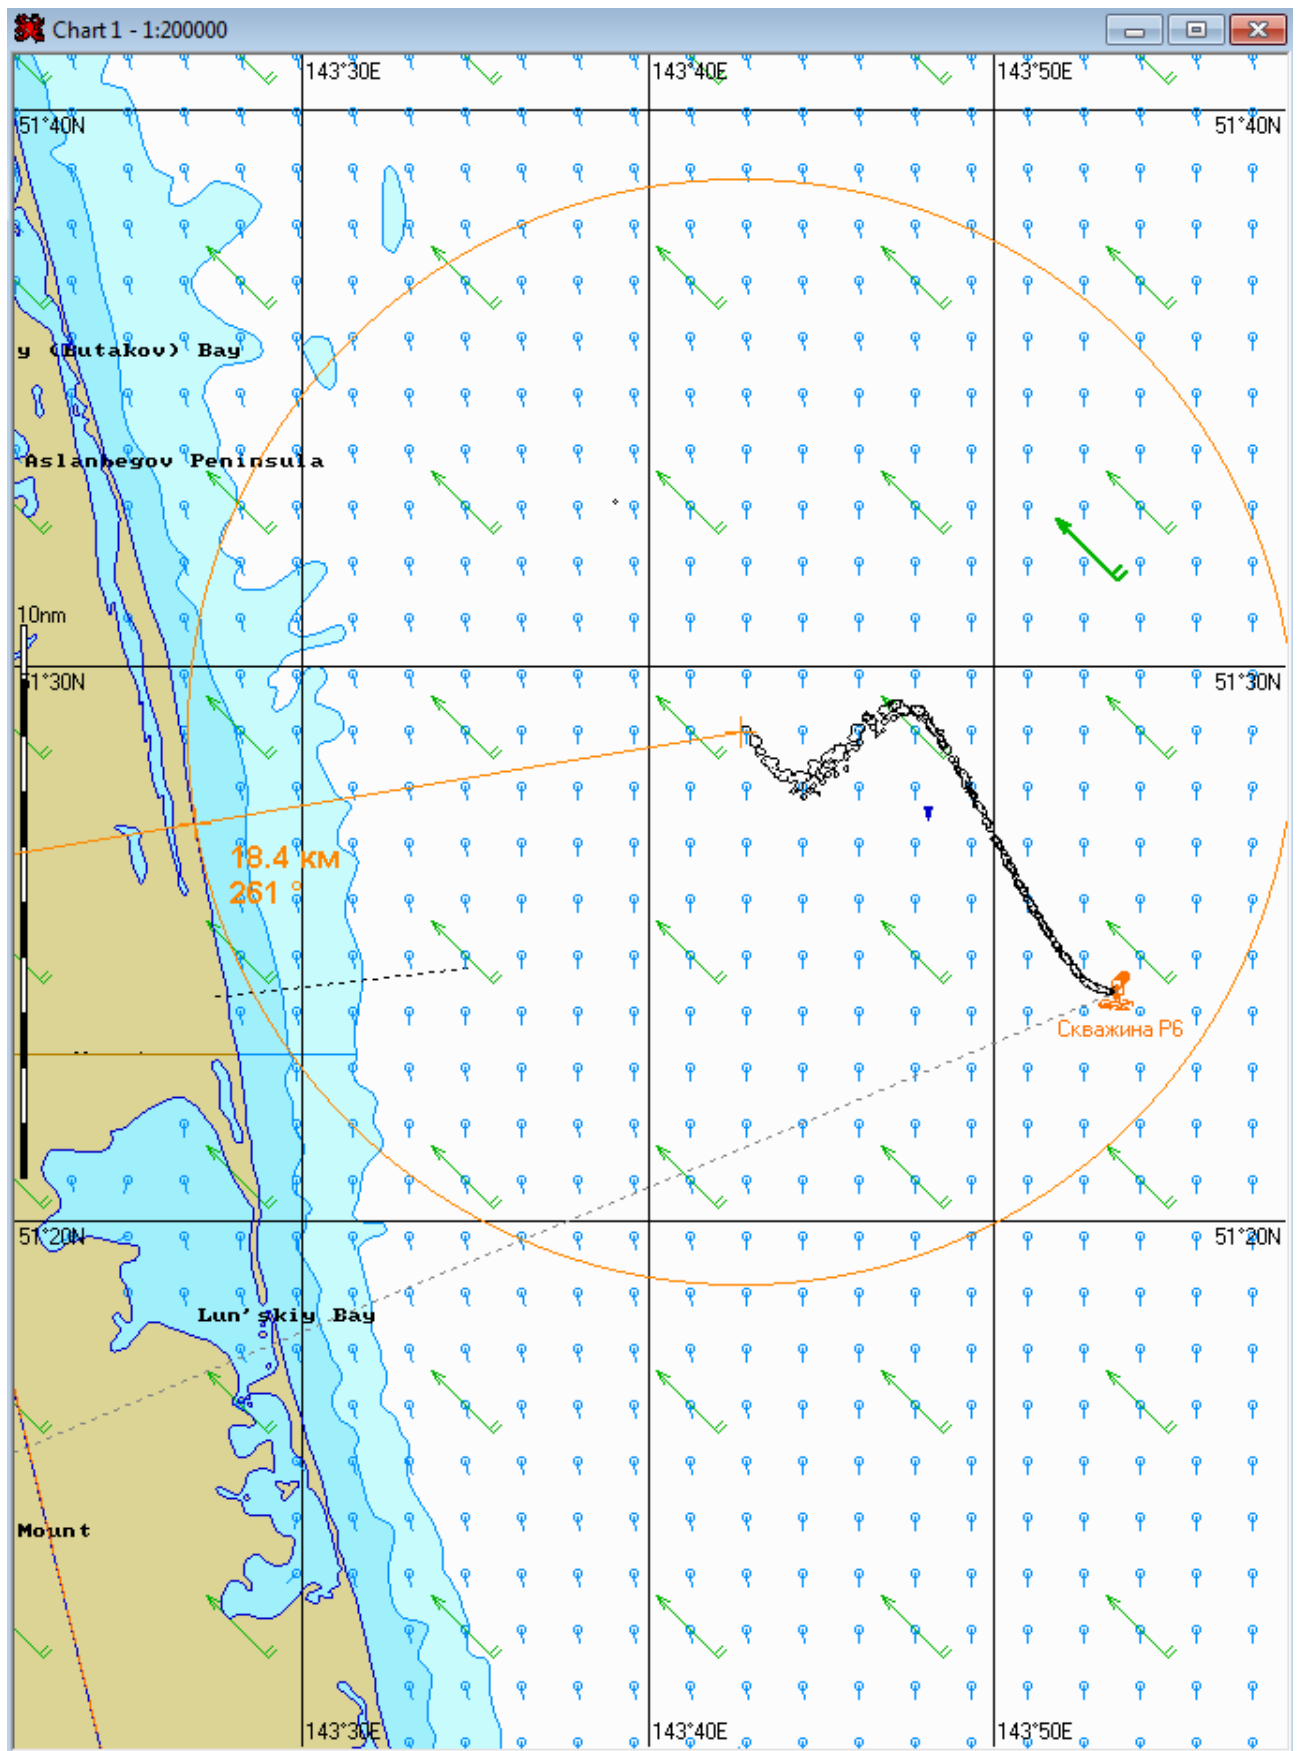 Chart 1 - 1:200000
143°30E 143°40E 143°50E
51°40N 51°40N
y (Butakov) Bay
Aslanbegov Peninsula
10nm
51°30N 51°30N
18.4 км
261 °
Скважина Р6
51°20N 51°20N
Lun'skiy Bay
Mount
143°30E 143°40E 143°50E